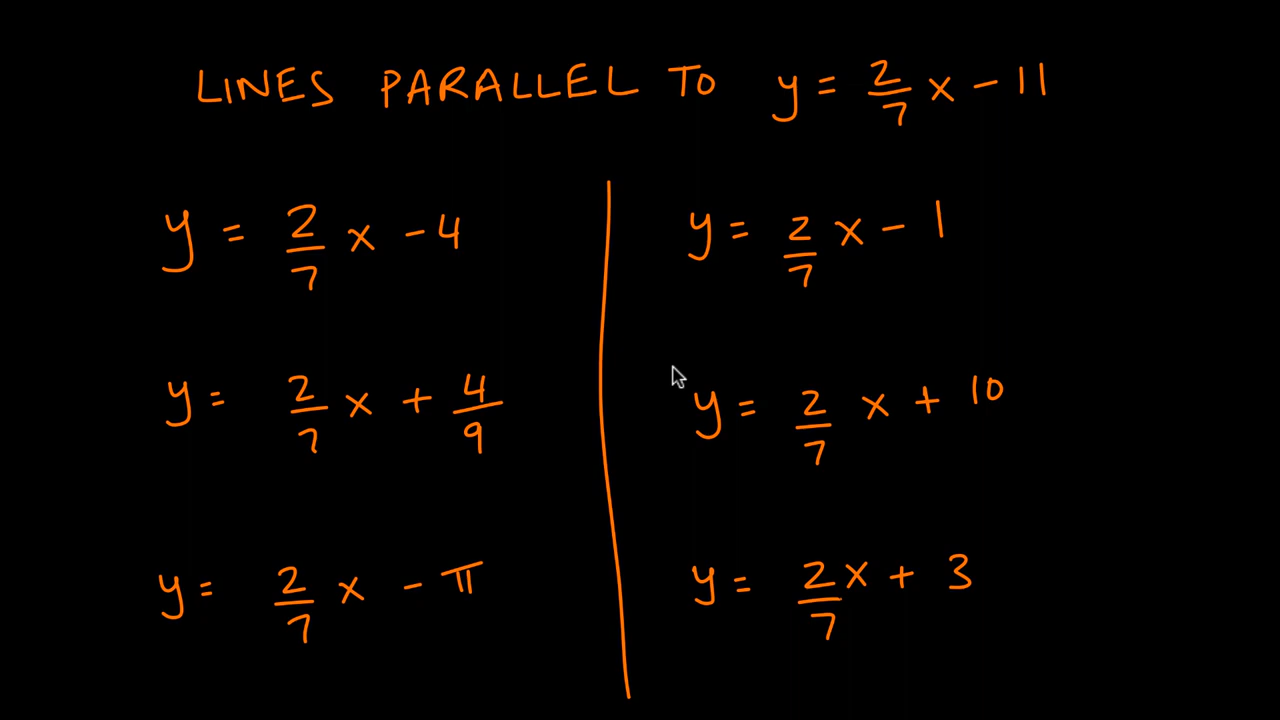 LINES PARALLEL TO y = 2/7 x - 11
y = 2/7 x - 4
y = 2/7 x + 4/9
y = 2/7 x - π
y = 2/7 x - 1
y = 2/7 x + 10
y = 2/7 x + 3